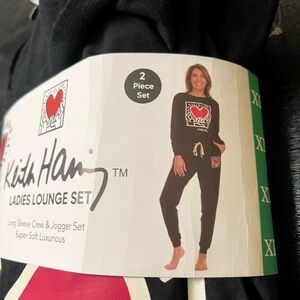 2
Piece
Set
Keith Haring TM
LADIES LOUNGE SET
Long Sleeve Crew & Jogger Set
Super Soft Luxurious
XL
XL
XL
XL